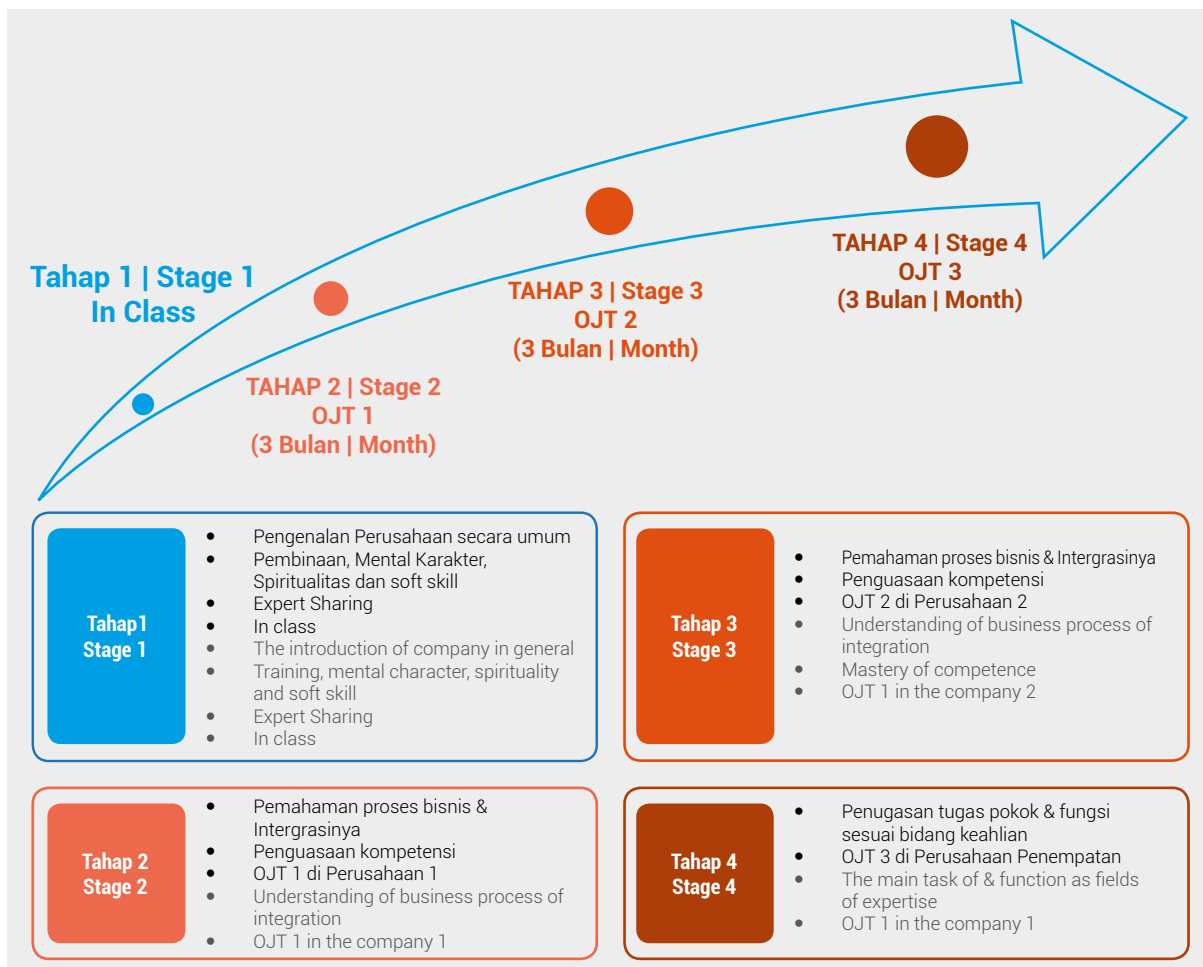 Tahap 1 | Stage 1
In Class
TAHAP 2 | Stage 2
OJT 1
(3 Bulan | Month)
TAHAP 3 | Stage 3
OJT 2
(3 Bulan | Month)
TAHAP 4 | Stage 4
OJT 3
(3 Bulan | Month)
Tahap1
Stage 1
• Pengenalan Perusahaan secara umum
• Pembinaan, Mental Karakter,
Spiritualitas dan soft skill
• Expert Sharing
• In class
• The introduction of company in general
• Training, mental character, spirituality
and soft skill
• Expert Sharing
• In class
Tahap 2
Stage 2
• Pemahaman proses bisnis &
Intergrasinya
• Penguasaan kompetensi
• OJT 1 di Perusahaan 1
• Understanding of business process of
integration
• OJT 1 in the company 1
Tahap 3
Stage 3
• Pemahaman proses bisnis & Intergrasinya
• Penguasaan kompetensi
• OJT 2 di Perusahaan 2
• Understanding of business process of
integration
• Mastery of competence
• OJT 1 in the company 2
Tahap 4
Stage 4
• Penugasan tugas pokok & fungsi
sesuai bidang keahlian
• OJT 3 di Perusahaan Penempatan
• The main task of & function as fields
of expertise
• OJT 1 in the company 1